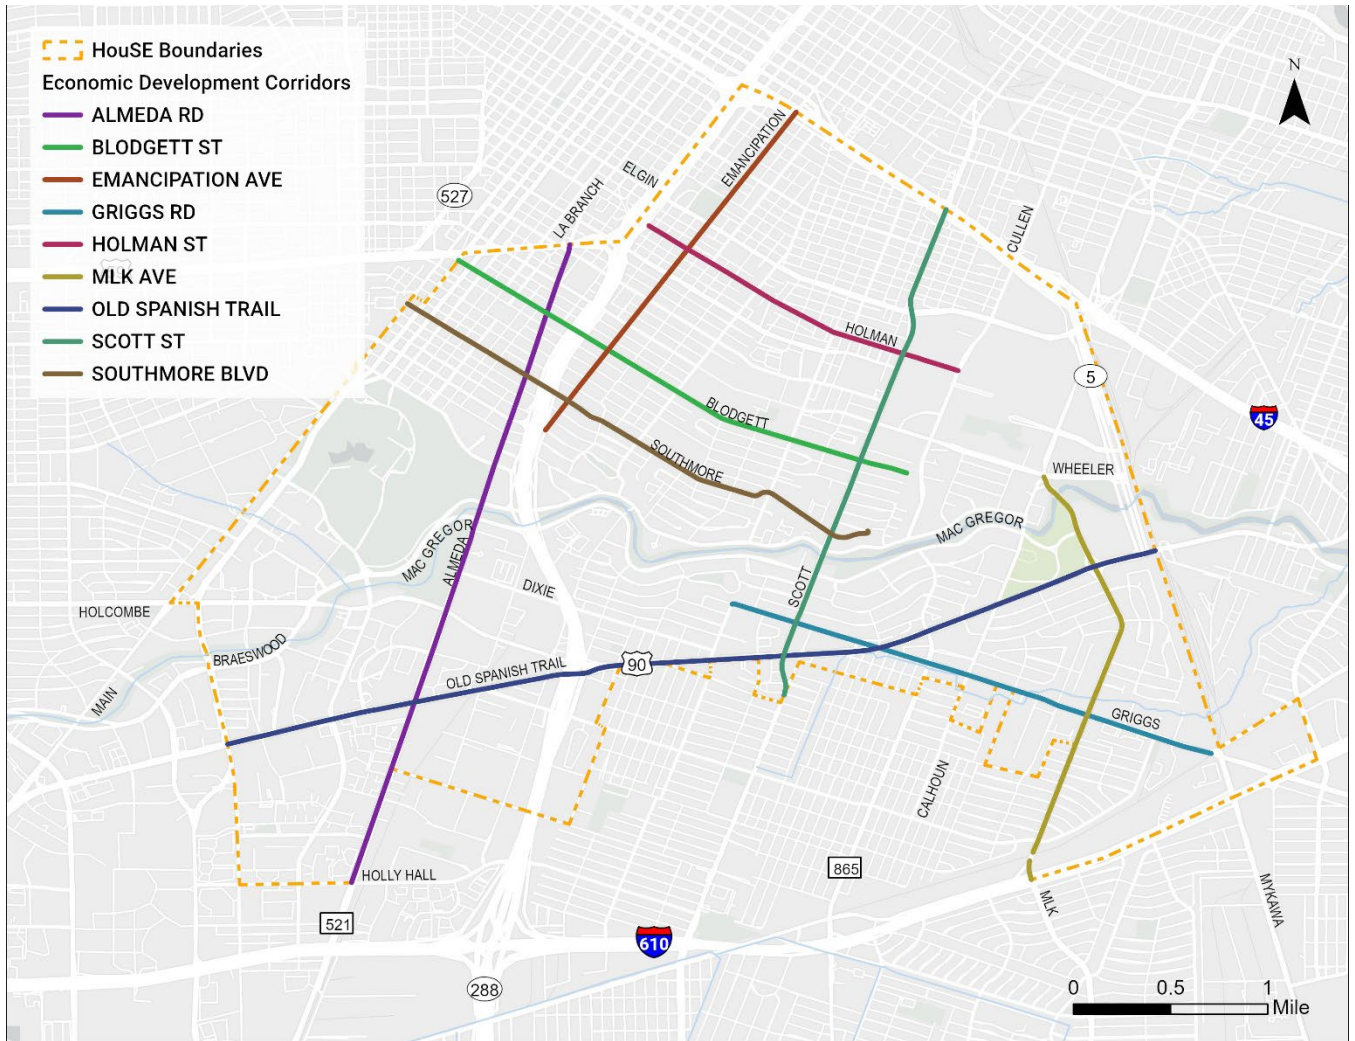 HouSE Boundaries
Economic Development Corridors
ALMEDA RD
BLODGETT ST
EMANCIPATION AVE
GRIGGS RD
HOLMAN ST
MLK AVE
OLD SPANISH TRAIL
SCOTT ST
SOUTHMORE BLVD
N
EMANCIPATION
ELGIN
527
LA BRANCH
CULLEN
HOLMAN
5
45
BLODGETT
SOUTHMORE
WHEELER
MAC GREGOR
MAC GREGOR
ALMEDA
DIXIE
SCOTT
HOLCOMBE
BRAESWOOD
90
OLD SPANISH TRAIL
MAIN
GRIGGS
CALHOUN
865
HOLLY HALL
MLK
MYKAWA
521
610
288
0 0.5 1
Mile